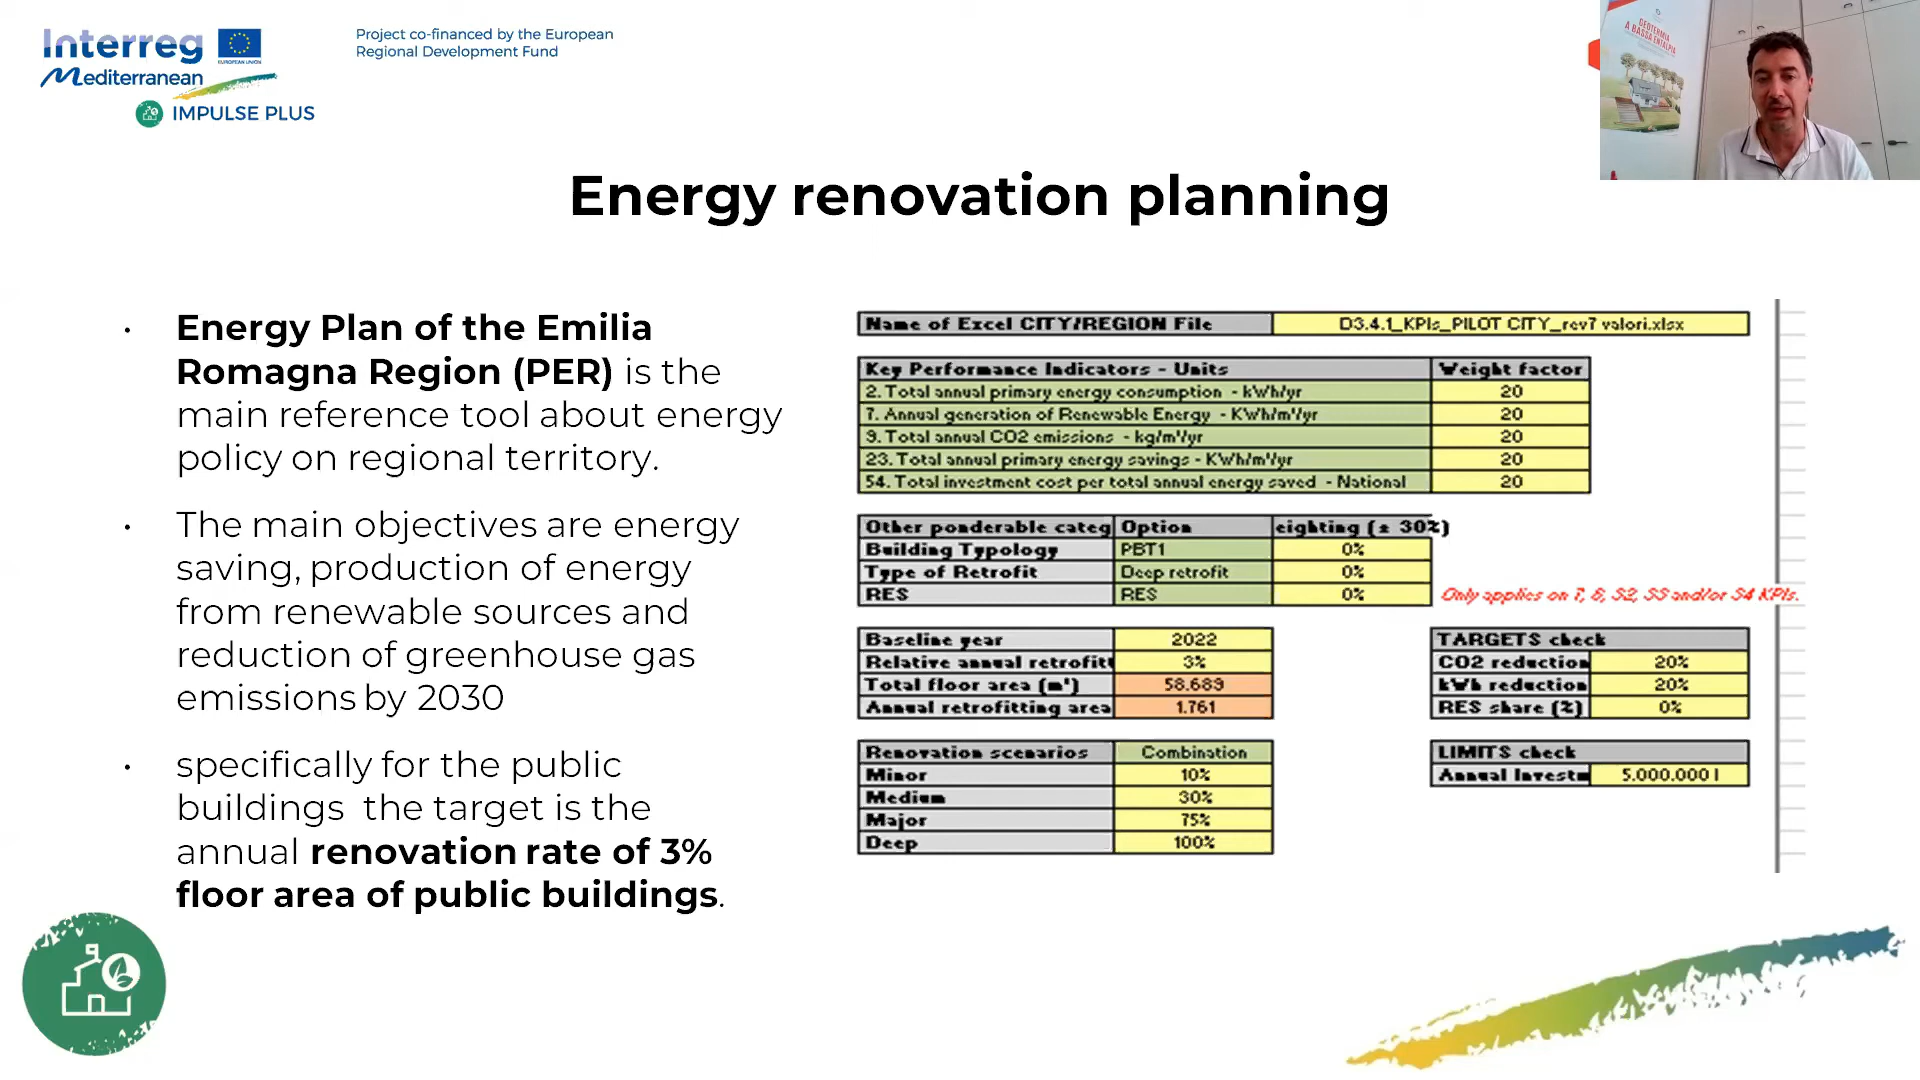 Interreg
Mediterranean
EUROPEAN UNION
IMPULSE PLUS
Project co-financed by the European
Regional Development Fund
GEOTERMIA
A BASSA ENTALPIA
Energy renovation planning
• Energy Plan of the Emilia
Romagna Region (PER) is the
main reference tool about energy
policy on regional territory.
• The main objectives are energy
saving, production of energy
from renewable sources and
reduction of greenhouse gas
emissions by 2030
• specifically for the public
buildings the target is the
annual renovation rate of 3%
floor area of public buildings.
Name of Excel CITY/REGION File D3.4.1_KPIs_PILOT CITY_rev7 valori.xlsx
Key Performance Indicators - Units Weight factor
2. Total annual primary energy consumption - kWh/yr 20
7. Annual generation of Renewable Energy - KWh/m²/yr 20
9. Total annual CO2 emissions - kg/m²/yr 20
23. Total annual primary energy savings - KWh/m²/yr 20
54. Total investment cost per total annual energy saved - National 20
Other ponderable categ Option eighting (± 30%)
Building Typology PBT1 0%
Type of Retrofit Deep retrofit 0%
RES RES 0% Only applies on 7, 8, 52, 53 and/or 54 KPIs.
Baseline year 2022
Relative annual retrofitt 3%
Total floor area (m²) 58.689
Annual retrofitting area 1.761
TARGETS check
CO2 reduction 20%
kWh reduction 20%
RES share (%) 0%
Renovation scenarios Combination
Minor 10%
Medium 30%
Major 75%
Deep 100%
LIMITS check
Annual Investm 5.000.000